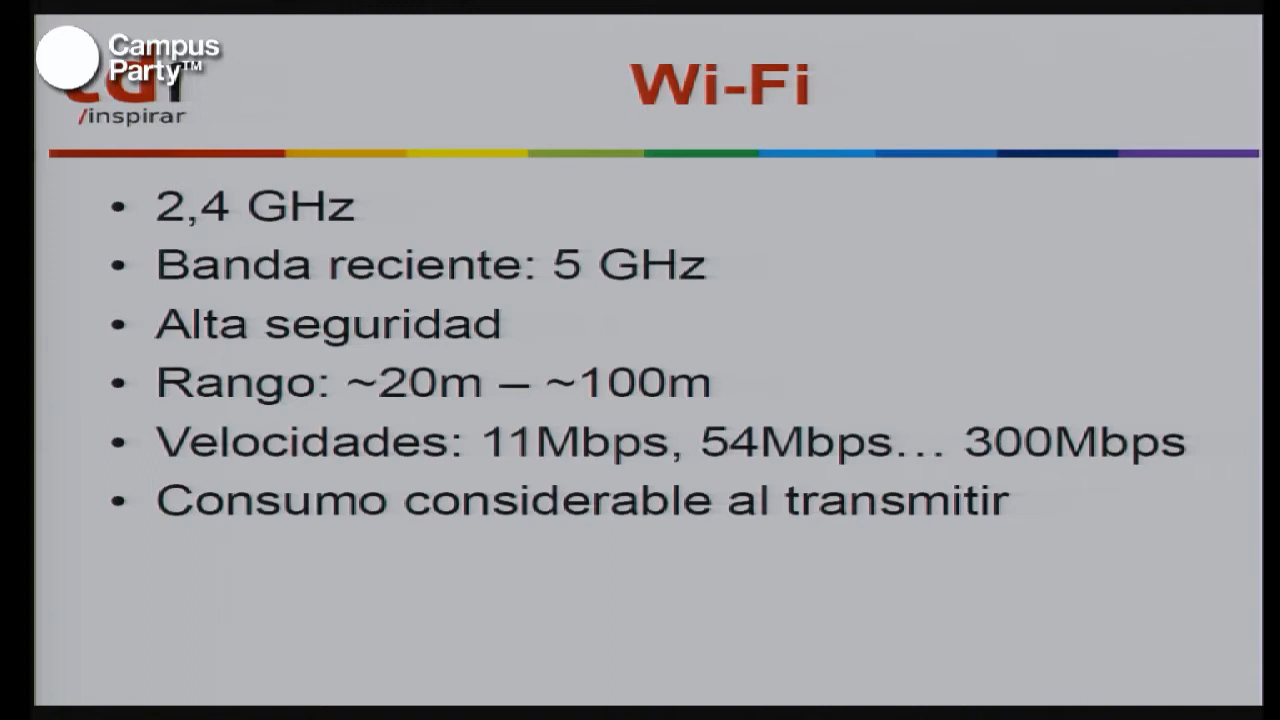 Campus
Party™
/inspirar
Wi-Fi
• 2,4 GHz
• Banda reciente: 5 GHz
• Alta seguridad
• Rango: ~20m – ~100m
• Velocidades: 11Mbps, 54Mbps… 300Mbps
• Consumo considerable al transmitir